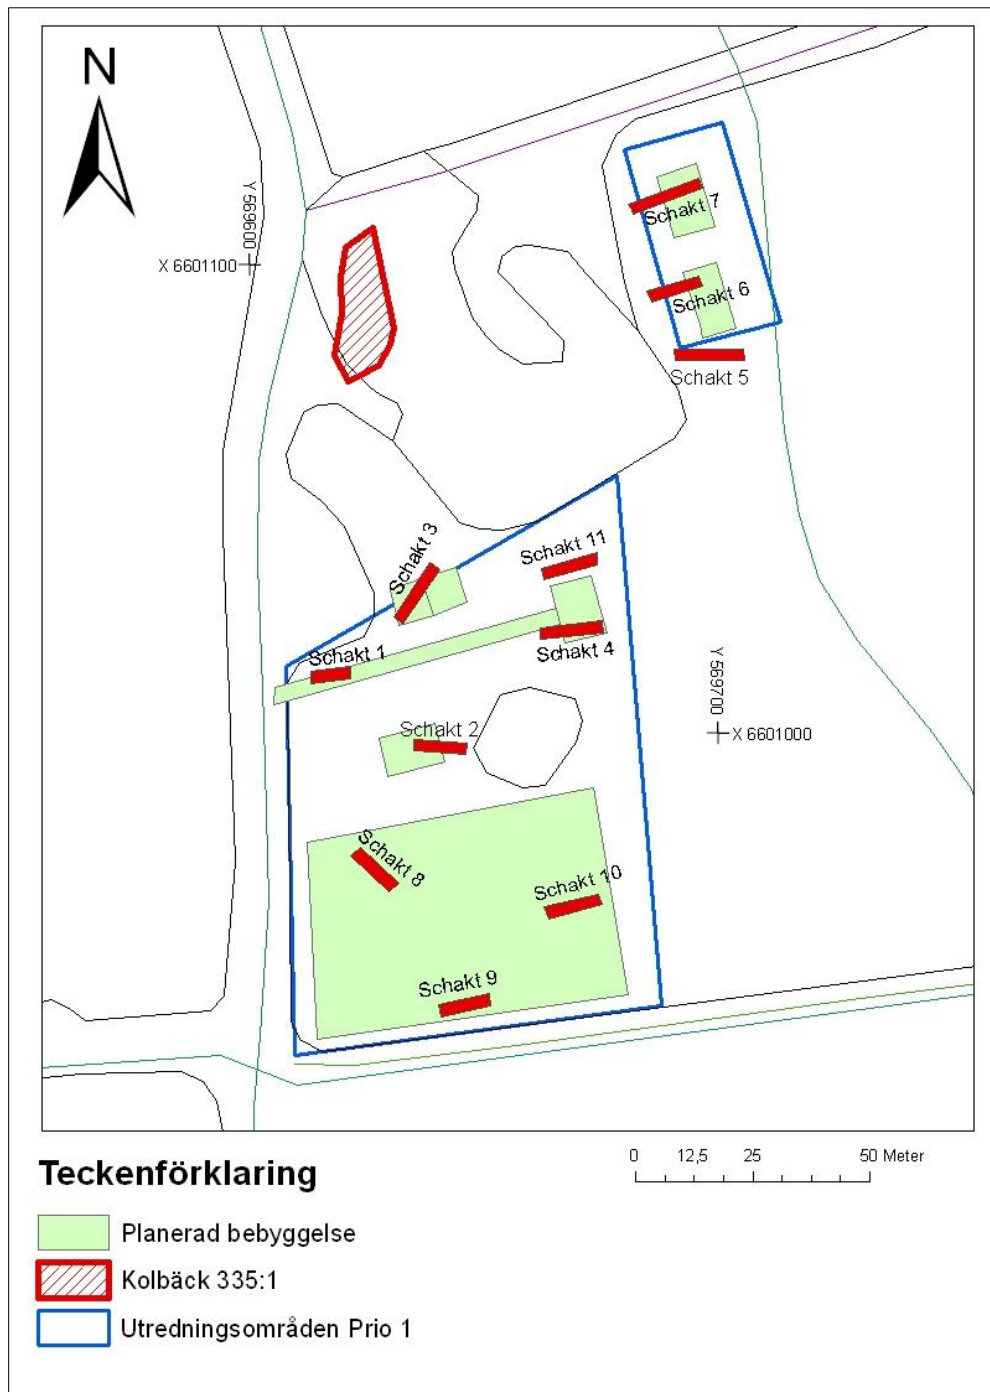 N
Y 569600
X 6601100
Schakt 7
Schakt 6
Schakt 5
Schakt 3
Schakt 11
Schakt 1
Schakt 4
Y 569700
X 6601000
Schakt 2
Schakt 8
Schakt 10
Schakt 9
Teckenförklaring
0 12,5 25 50 Meter
Planerad bebyggelse
Kolbäck 335:1
Utredningsområden Prio 1